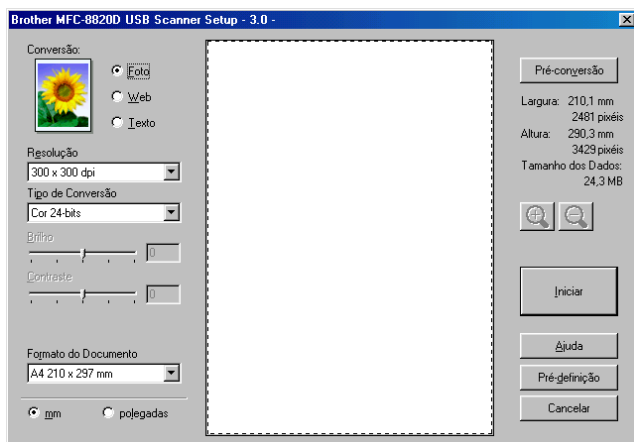 Brother MFC-8820D USB Scanner Setup - 3.0 -
Conversão:
Foto
Web
Texto
Resolução
300 x 300 dpi
Tipo de Conversão
Cor 24-bits
Brilho
0
Contraste
0
Formato do Documento
A4 210 x 297 mm
mm
polegadas
Pré-conversão
Largura: 210,1 mm
2481 pixéis
Altura: 290,3 mm
3429 pixéis
Tamanho dos Dados:
24,3 MB
Iniciar
Ajuda
Pré-definição
Cancelar